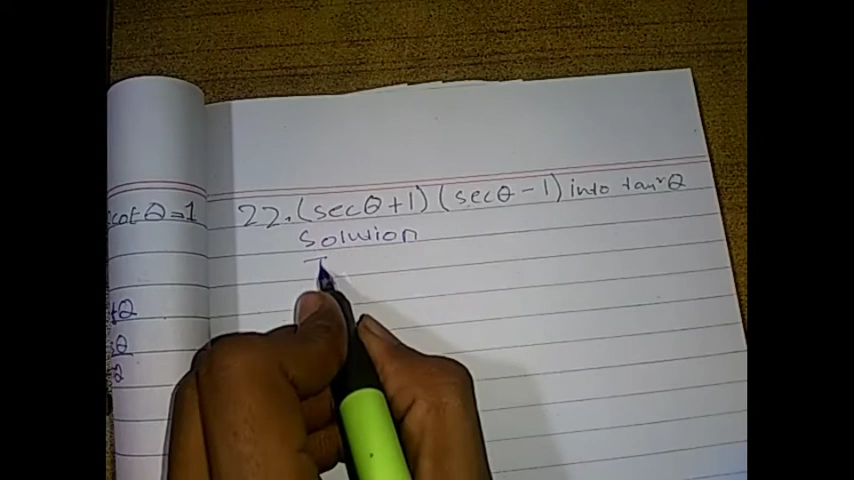 cot θ = 1
22. (secθ + 1) (secθ - 1) into tan²θ
Solution
θ
θ
θ